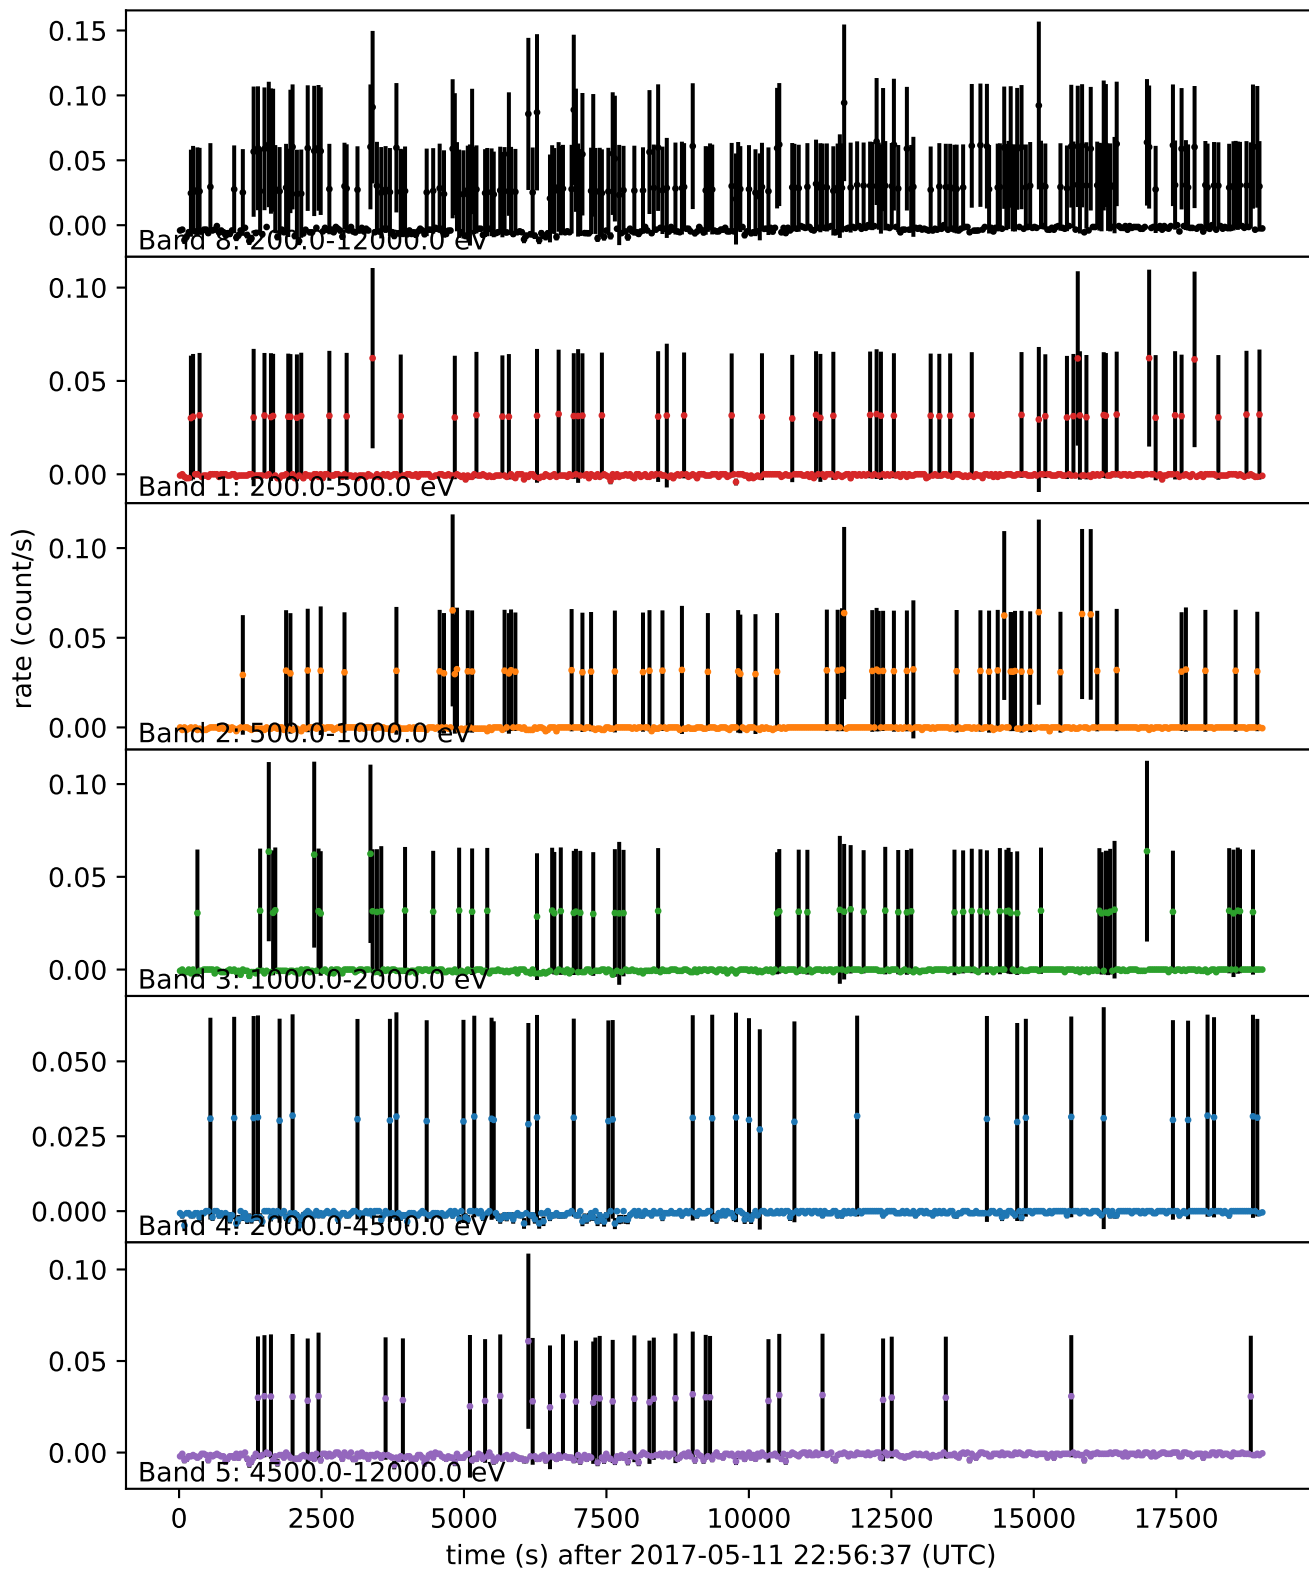 0.15
0.10
0.05
0.00
Band 8: 200.0-12000.0 eV
0.10
0.05
0.00
Band 1: 200.0-500.0 eV
rate (count/s)
0.10
0.05
0.00
Band 2: 500.0-1000.0 eV
0.10
0.05
0.00
Band 3: 1000.0-2000.0 eV
0.050
0.025
0.000
Band 4: 2000.0-4500.0 eV
0.10
0.05
0.00
Band 5: 4500.0-12000.0 eV
0 2500 5000 7500 10000 12500 15000 17500
time (s) after 2017-05-11 22:56:37 (UTC)